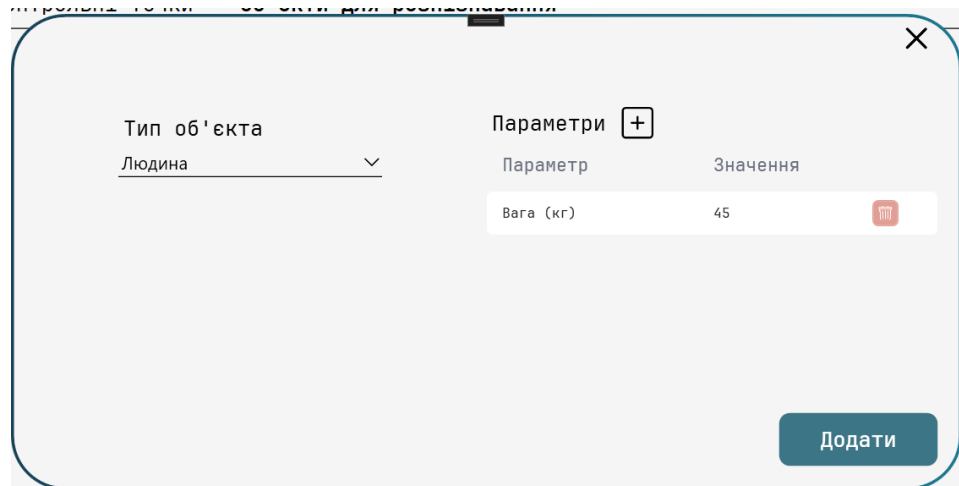 Тип об'єкта
Людина
Параметри
Параметр Значення
Вага (кг) 45
Додати